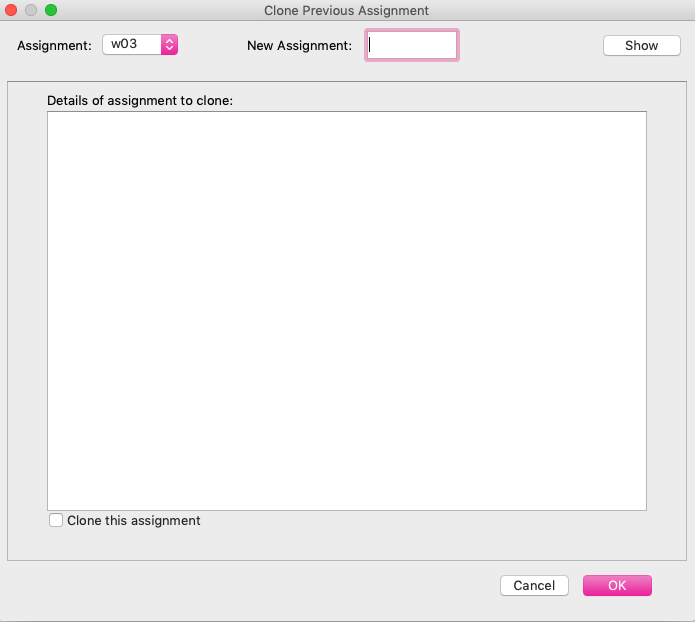 Clone Previous Assignment
Assignment: w03 New Assignment: Show
Details of assignment to clone:
Clone this assignment
Cancel OK